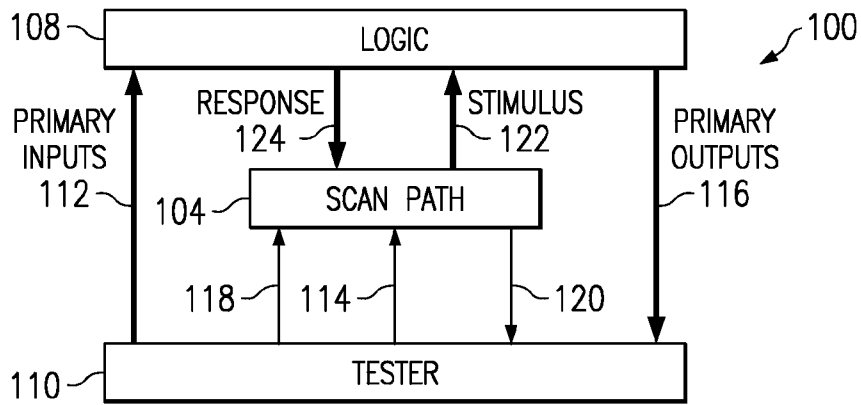 108
LOGIC
100
PRIMARY
INPUTS
112
RESPONSE
124
STIMULUS
122
PRIMARY
OUTPUTS
116
104
SCAN PATH
118
114
120
110
TESTER